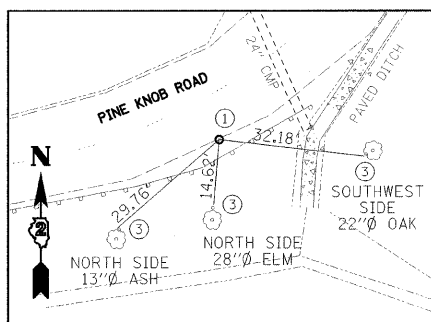 24" CMP
PAVED DITCH
PINE KNOB ROAD
①
32.18'
N
29.76'
14.62'
③
③
③
SOUTHWEST
SIDE
22"Ø OAK
2
NORTH SIDE
13"Ø ASH
NORTH SIDE
28"Ø ELM